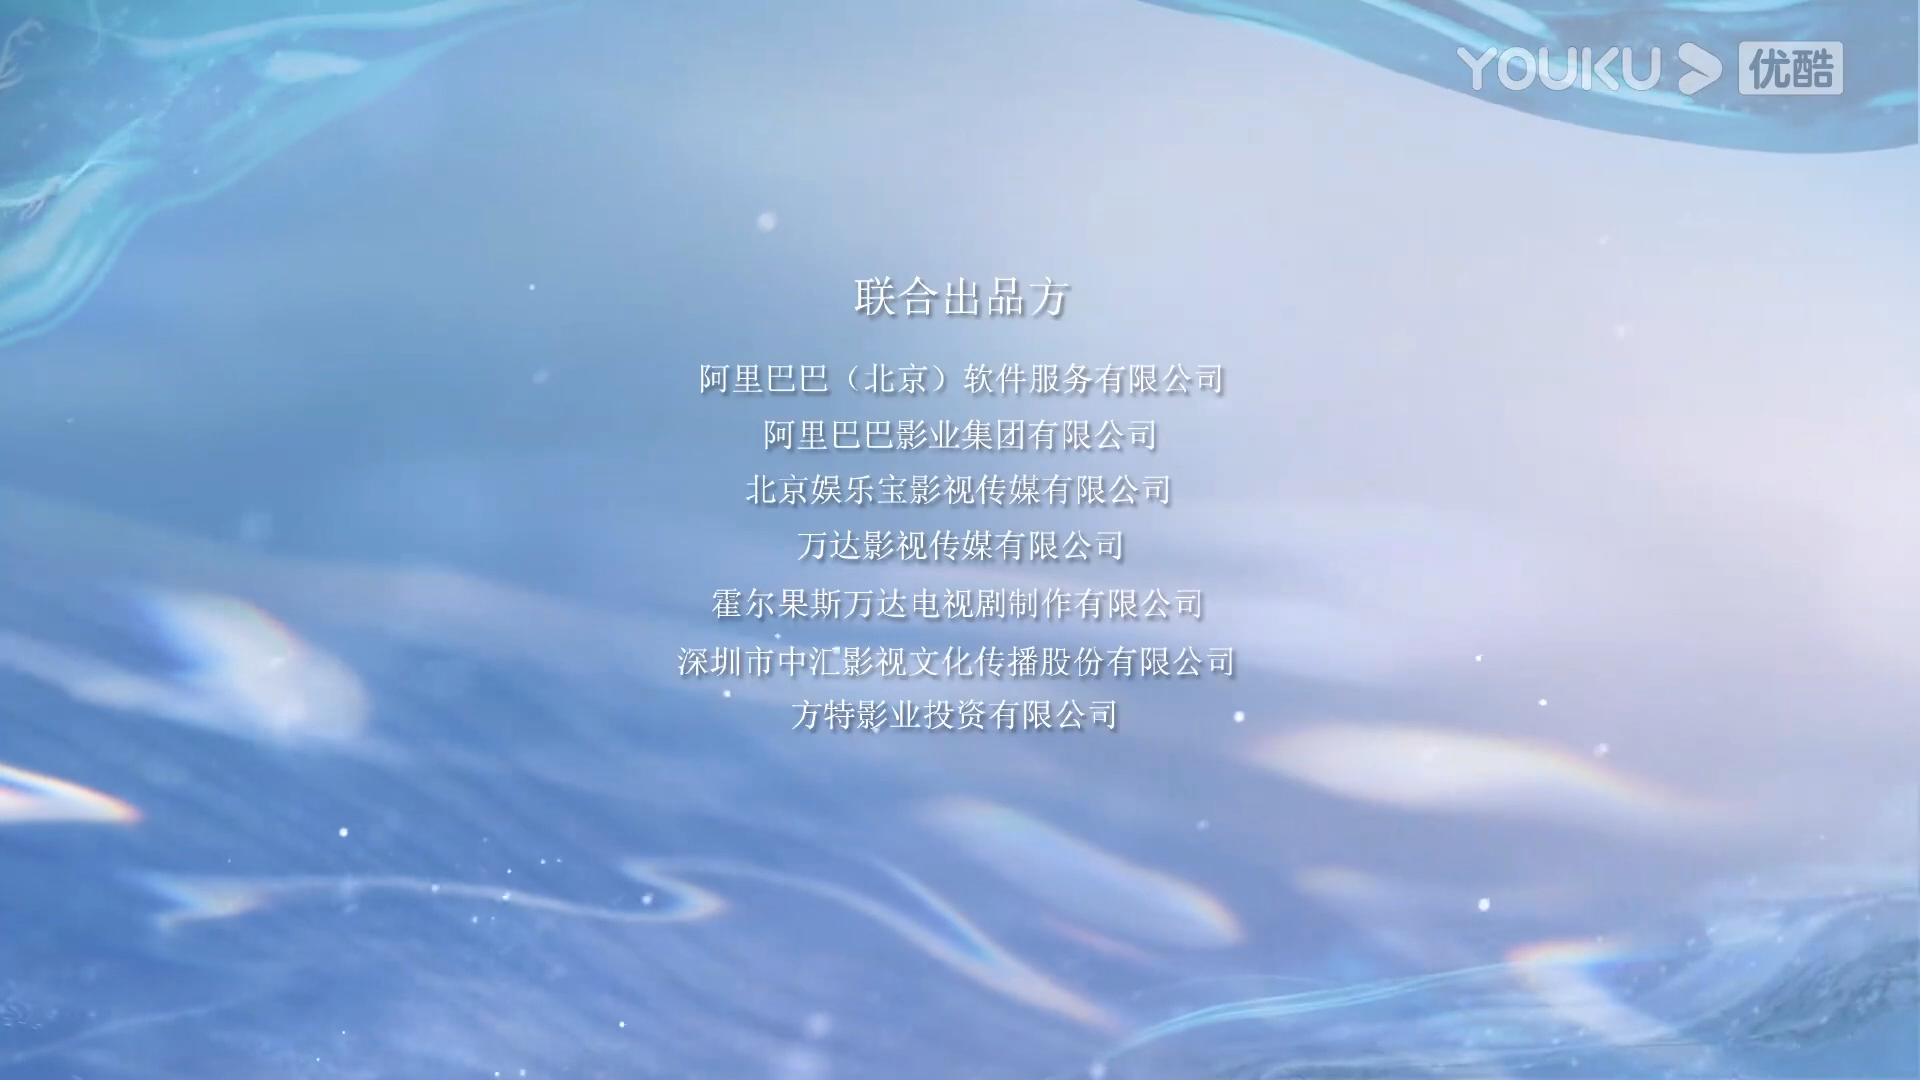 YOUKU 优酷
联合出品方
阿里巴巴（北京）软件服务有限公司
阿里巴巴影业集团有限公司
北京娱乐宝影视传媒有限公司
万达影视传媒有限公司
霍尔果斯万达电视剧制作有限公司
深圳市中汇影视文化传播股份有限公司
方特影业投资有限公司